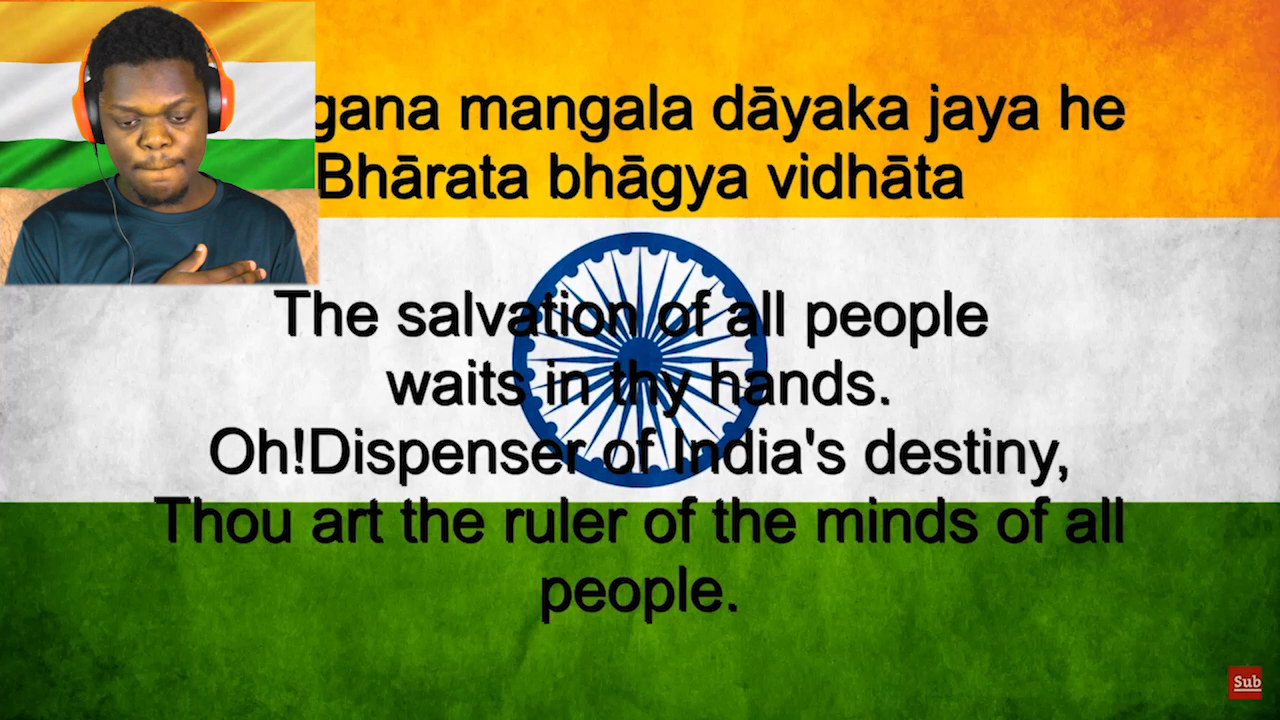 gana mangala dāyaka jaya he
Bhārata bhāgya vidhāta
The salvation of all people
waits in thy hands.
Oh!Dispenser of India's destiny,
Thou art the ruler of the minds of all
people.
Sub